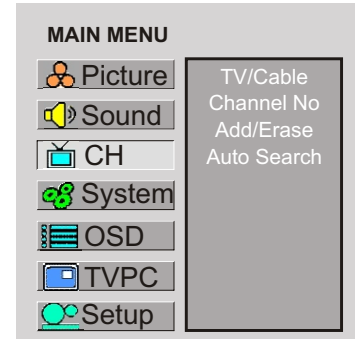 MAIN MENU
Picture
Sound
CH
System
OSD
TVPC
Setup
TV/Cable
Channel No
Add/Erase
Auto Search